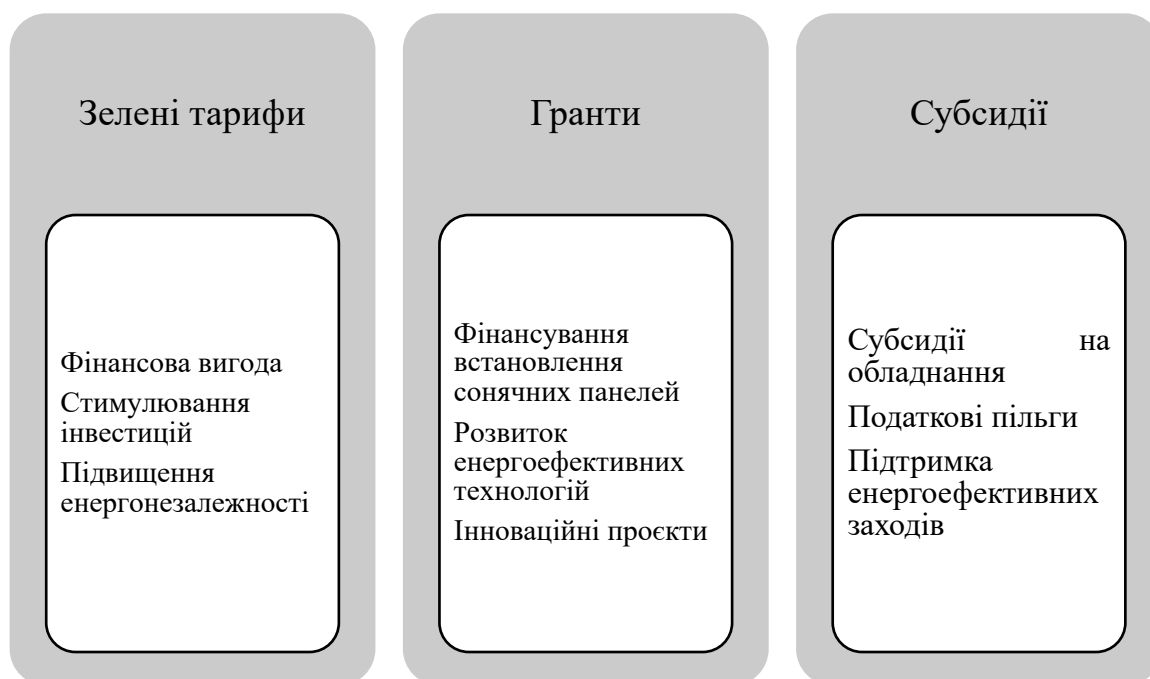 Зелені тарифи
Фінансова вигода
Стимулювання
інвестицій
Підвищення
енергонезалежності
Гранти
Фінансування
встановлення
сонячних панелей
Розвиток
енергоефективних
технологій
Інноваційні проєкти
Субсидії
Субсидії на
обладнання
Податкові пільги
Підтримка
енергоефективних
заходів